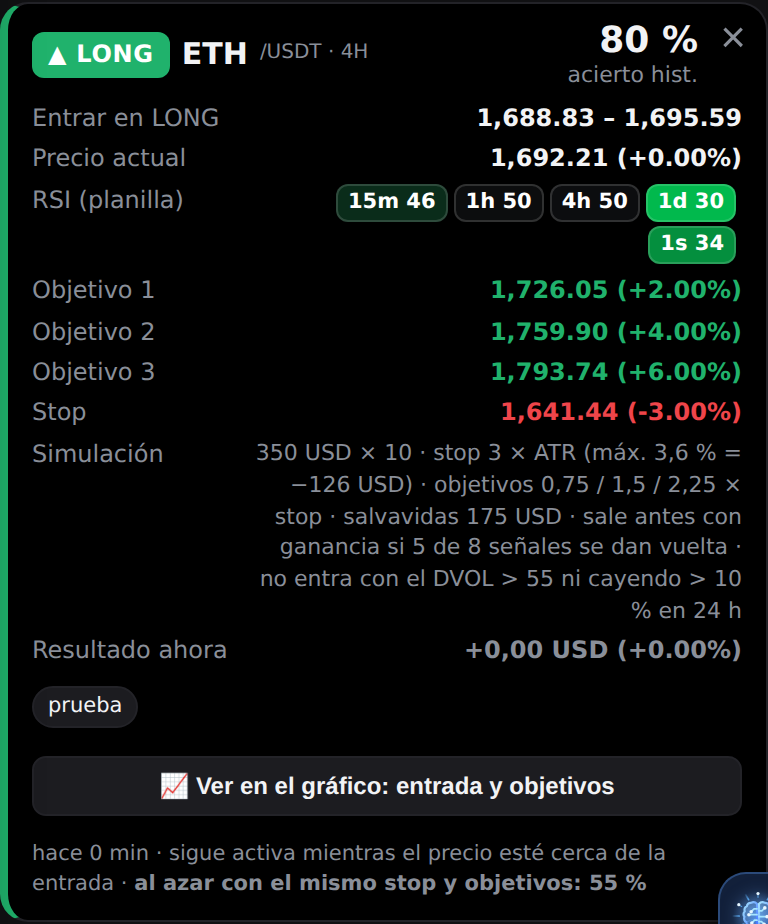 ▲ LONG ETH /USDT · 4H 80 % ×
acierto hist.
Entrar en LONG 1,688.83 – 1,695.59
Precio actual 1,692.21 (+0.00%)
RSI (planilla) 15m 46 1h 50 4h 50 1d 30
1s 34
Objetivo 1 1,726.05 (+2.00%)
Objetivo 2 1,759.90 (+4.00%)
Objetivo 3 1,793.74 (+6.00%)
Stop 1,641.44 (-3.00%)
Simulación 350 USD × 10 · stop 3 × ATR (máx. 3,6 % =
−126 USD) · objetivos 0,75 / 1,5 / 2,25 ×
stop · salvavidas 175 USD · sale antes con
ganancia si 5 de 8 señales se dan vuelta ·
no entra con el DVOL > 55 ni cayendo > 10
% en 24 h
Resultado ahora +0,00 USD (+0.00%)
prueba
📈 Ver en el gráfico: entrada y objetivos
hace 0 min · sigue activa mientras el precio esté cerca de la
entrada · al azar con el mismo stop y objetivos: 55 %